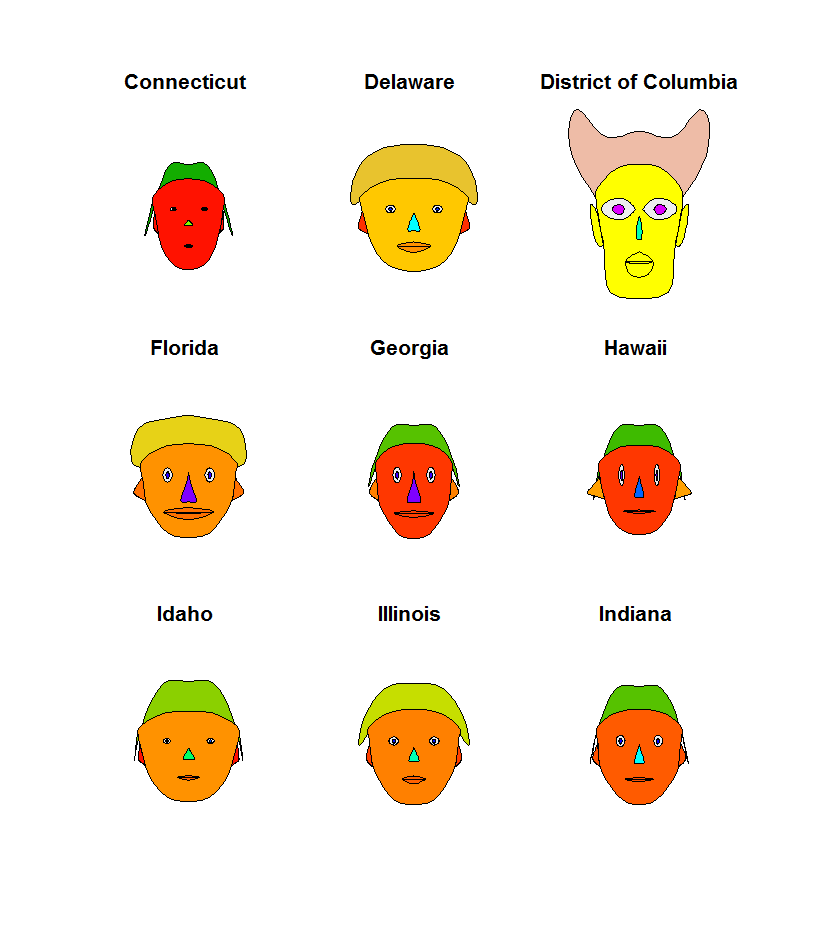 Connecticut
Delaware
District of Columbia
Florida
Georgia
Hawaii
Idaho
Illinois
Indiana